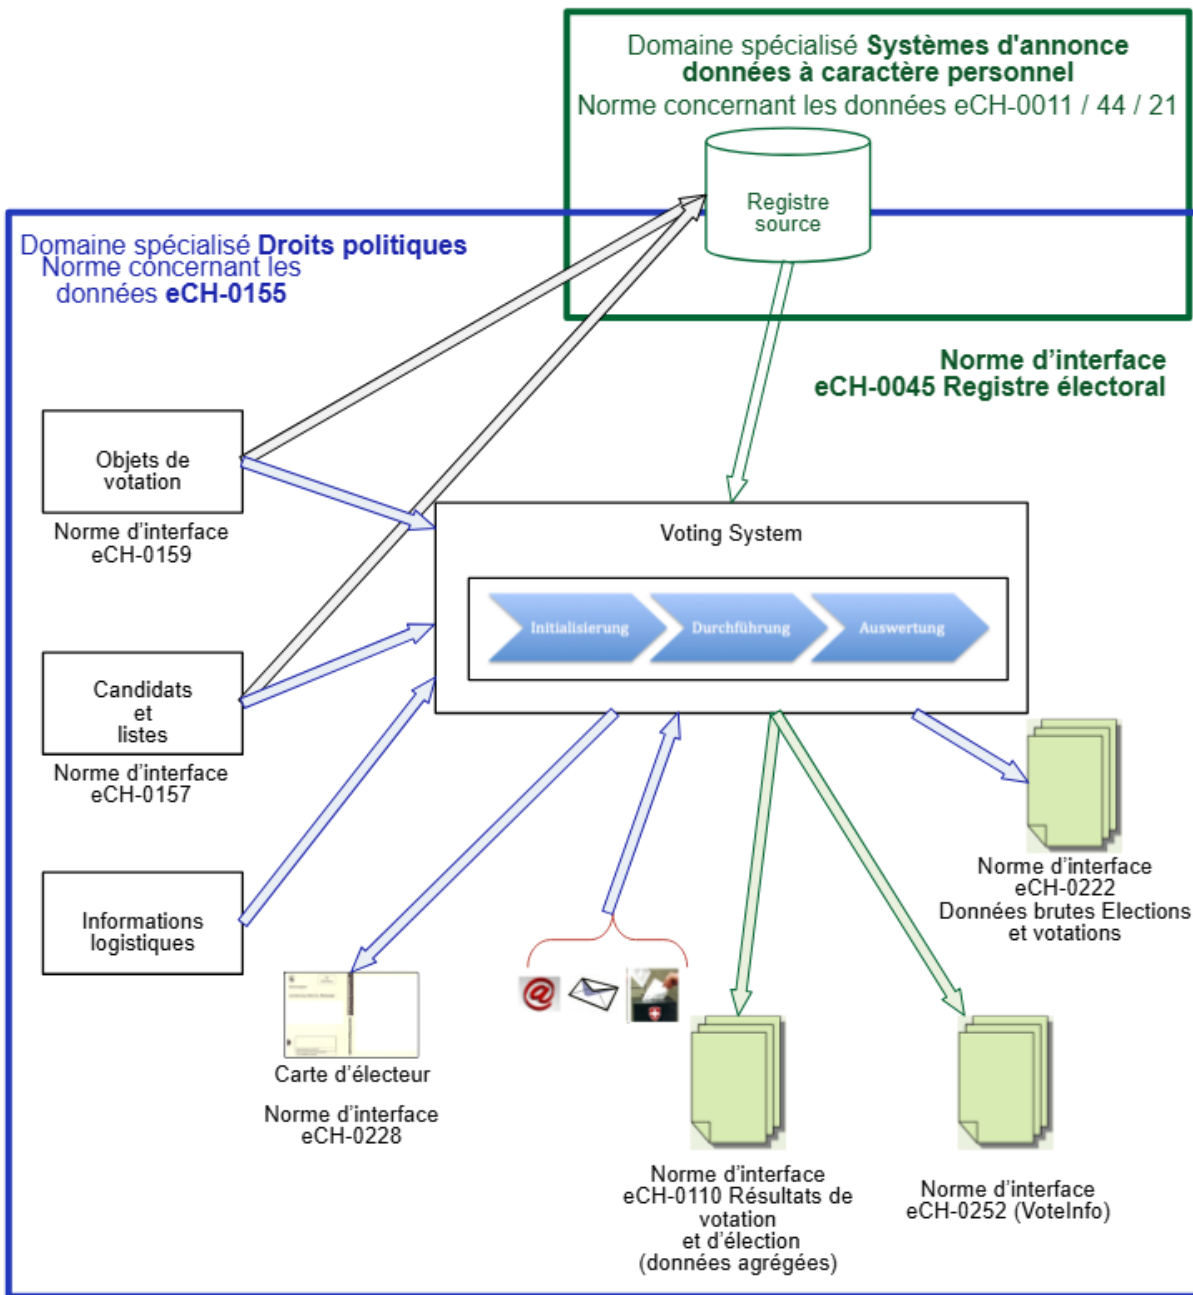 Domaine spécialisé Systèmes d'annonce
données à caractère personnel
Norme concernant les données eCH-0011 / 44 / 21
Registre
source
Domaine spécialisé Droits politiques
Norme concernant les
données eCH-0155
Norme d’interface
eCH-0045 Registre électoral
Objets de
votation
Norme d’interface
eCH-0159
Voting System
Initialisierung
Durchführung
Auswertung
Candidats
et
listes
Norme d’interface
eCH-0157
Informations
logistiques
Norme d’interface
eCH-0222
Données brutes Elections
et votations
@
Carte d’électeur
Norme d’interface
eCH-0228
Norme d’interface
eCH-0110 Résultats de
votation
et d’élection
(données agrégées)
Norme d’interface
eCH-0252 (VoteInfo)